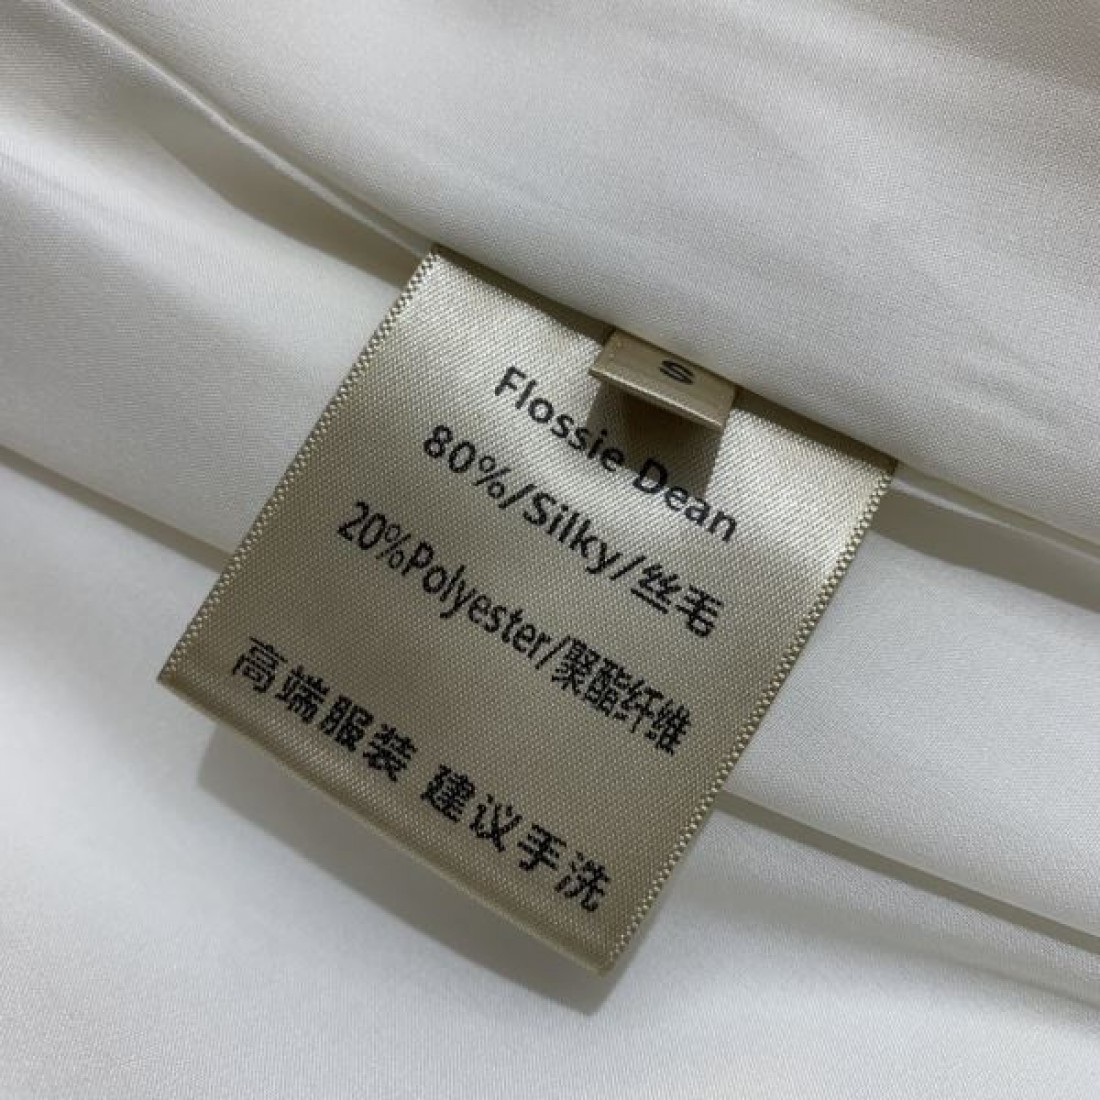 S
Flossie Dean
80%/Silky/丝毛
20%Polyester/聚酯纤维
高端服装 建议手洗